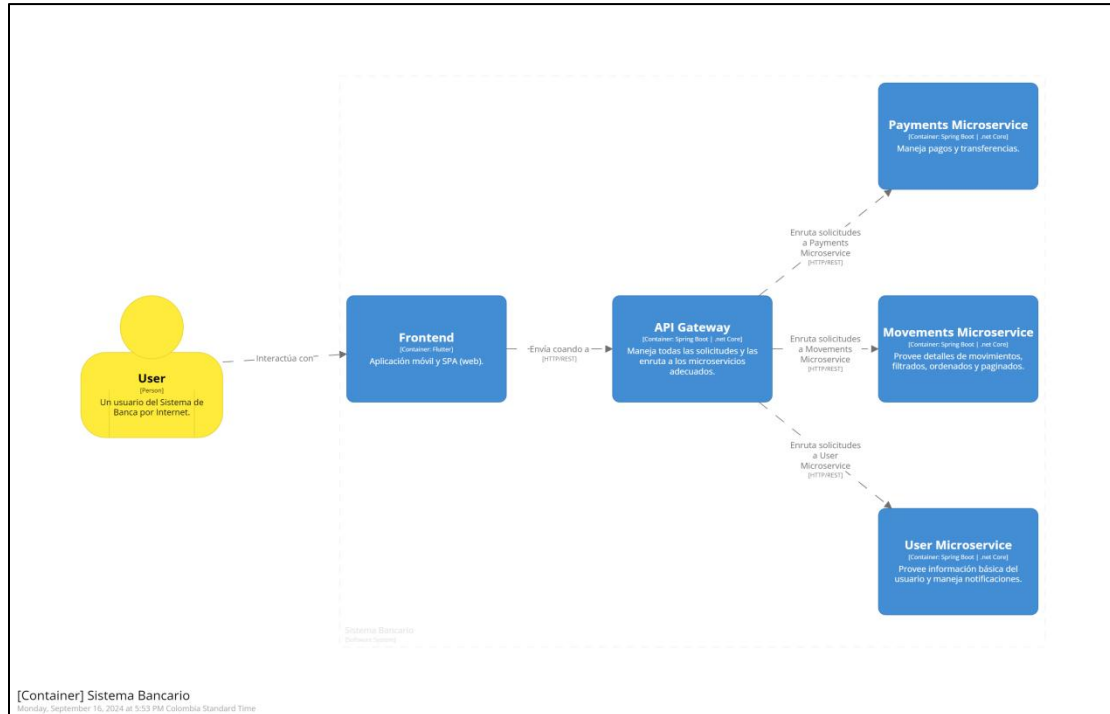 Payments Microservice
[Container: Spring Boot | .net Core]
Maneja pagos y transferencias.
Enruta solicitudes
a Payments
Microservice
[HTTP/REST]
User
[Person]
Un usuario del Sistema de
Banca por Internet.
Interactúa con
Frontend
[Container: Flutter]
Aplicación móvil y SPA (web).
Envía coando a
[HTTP/REST]
API Gateway
[Container: Spring Boot | .net Core]
Maneja todas las solicitudes y las
enruta a los microservicios
adecuados.
Enruta solicitudes
a Movements
Microservice
[HTTP/REST]
Movements Microservice
[Container: Spring Boot | .net Core]
Provee detalles de movimientos,
filtrados, ordenados y paginados.
Enruta solicitudes
a User
Microservice
[HTTP/REST]
User Microservice
[Container: Spring Boot | .net Core]
Provee información básica del
usuario y maneja notificaciones.
Sistema Bancario
[Software System]
[Container] Sistema Bancario
Monday, September 16, 2024 at 5:53 PM Colombia Standard Time